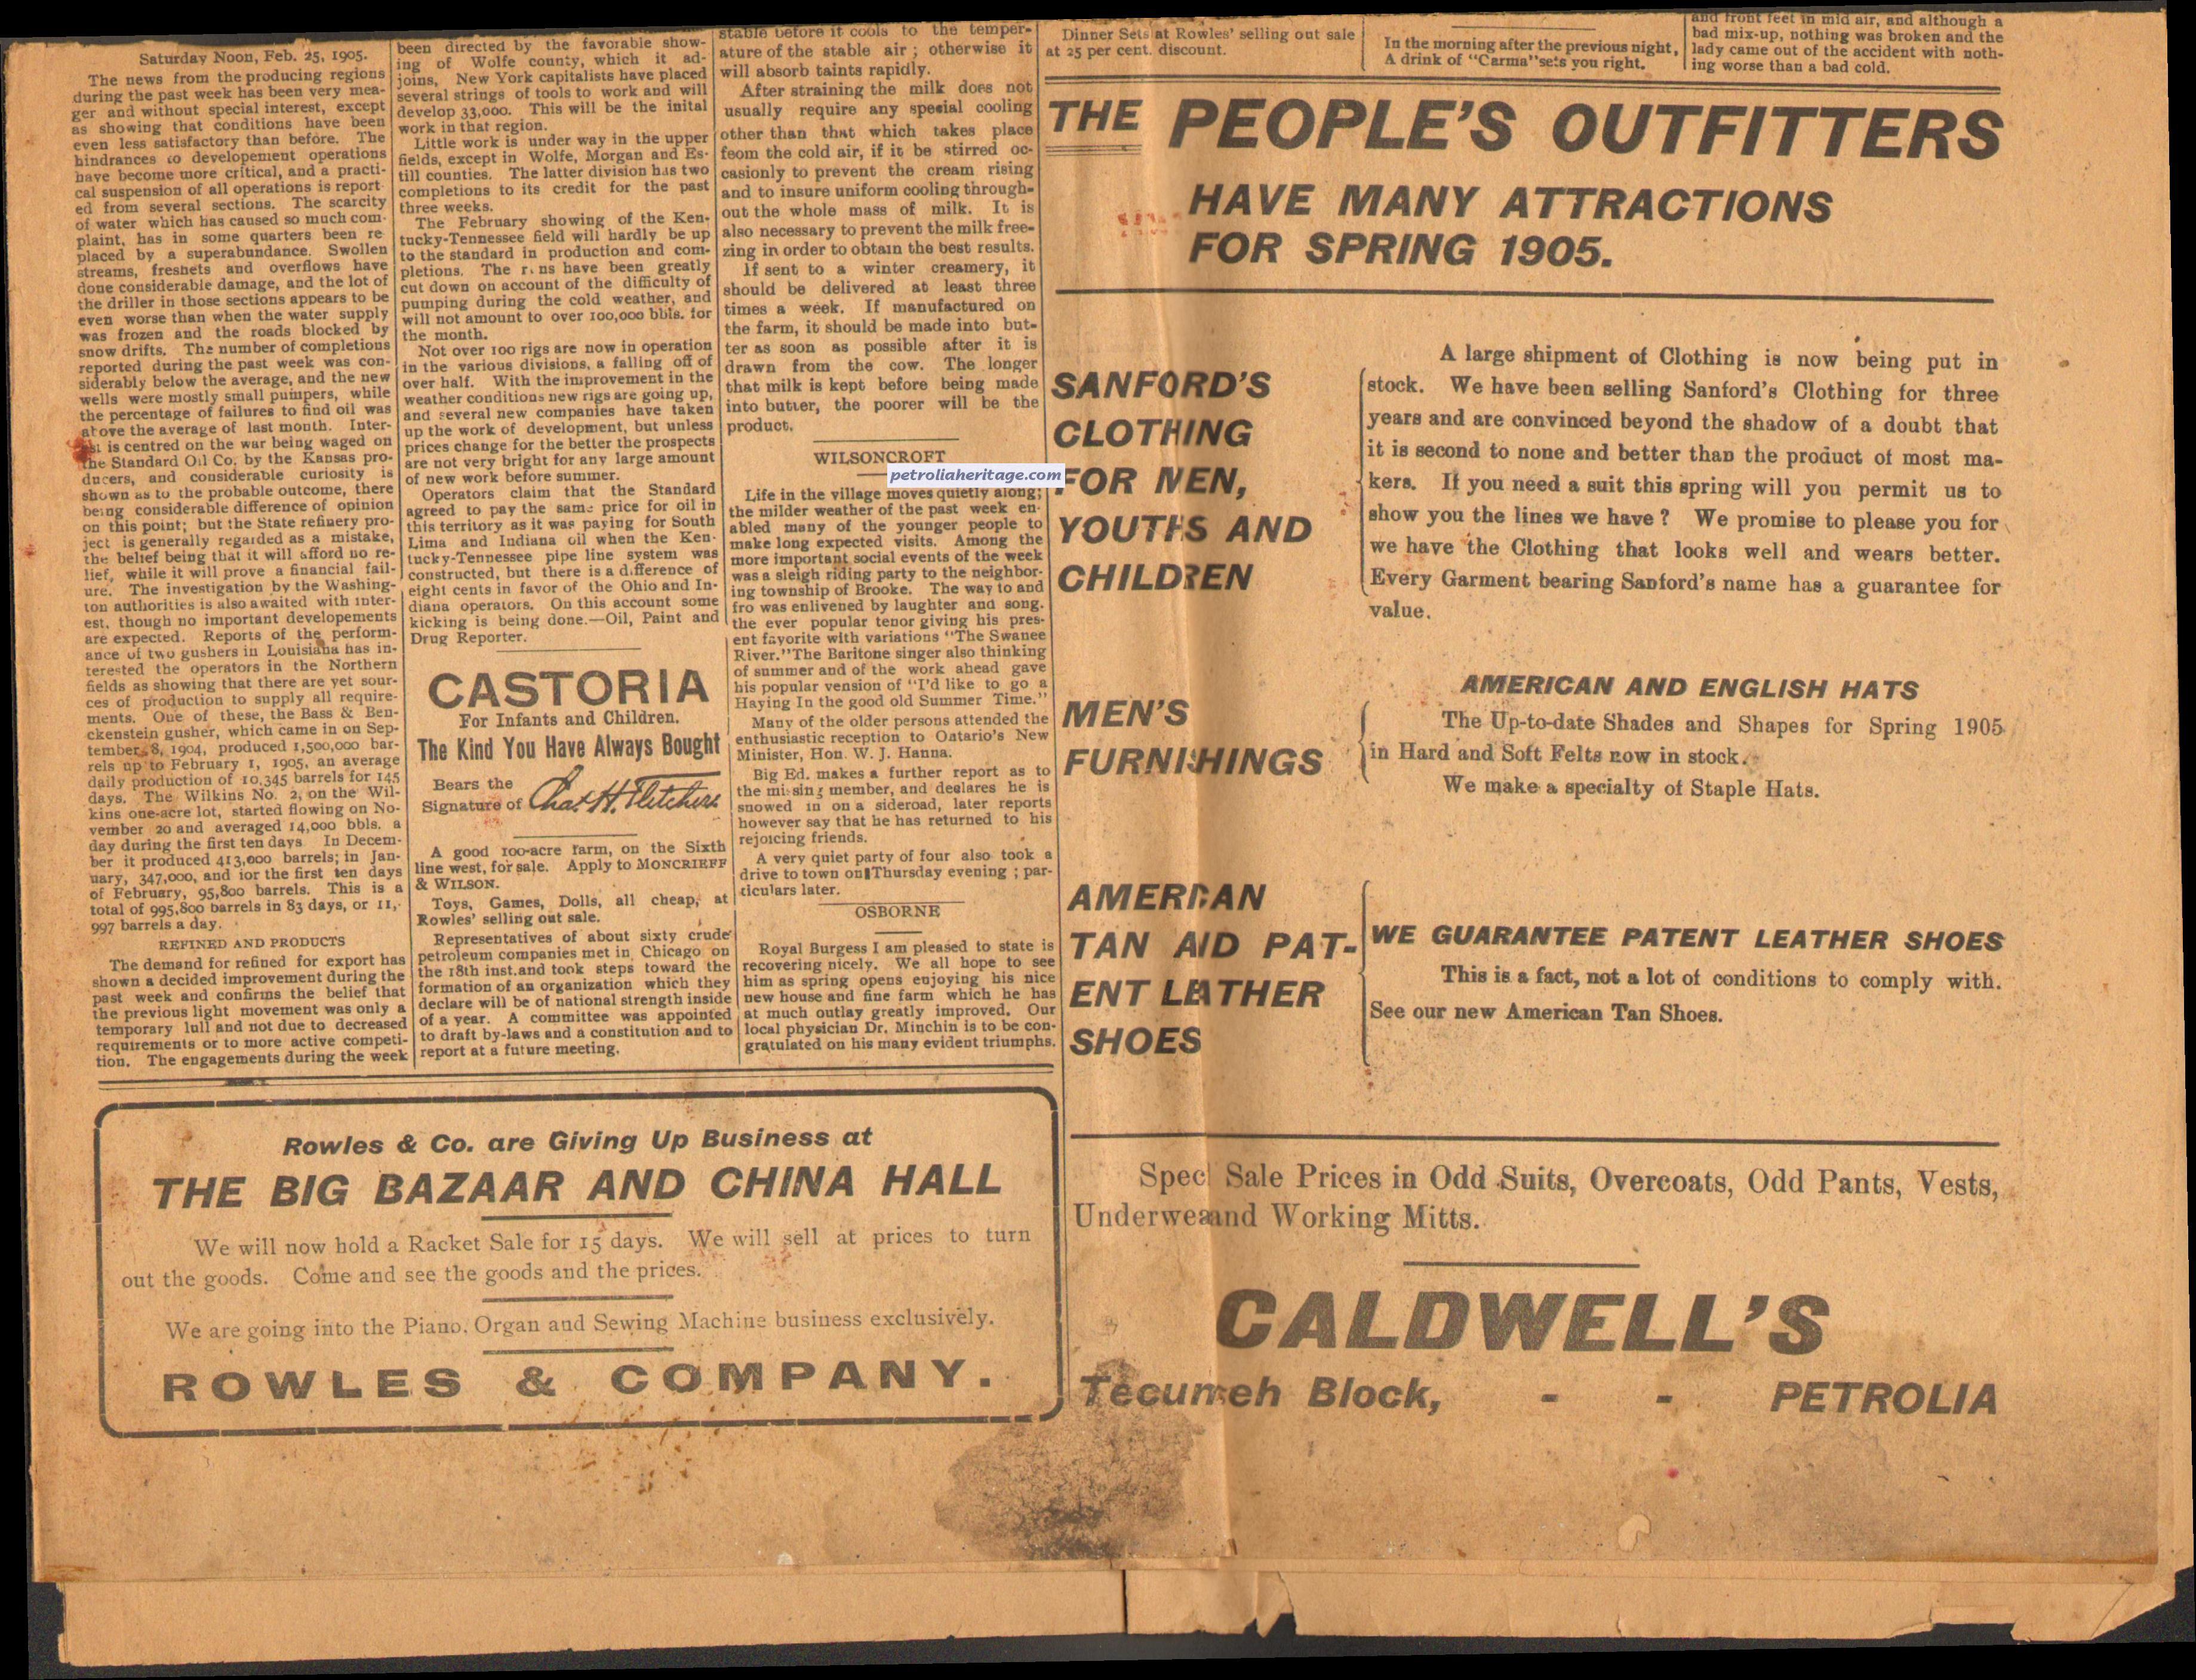 Saturday Noon, Feb. 25, 1905.
The news from the producing regions
during the past week has been very mea-
ger and without special interest, except
as showing that conditions have been
even less satisfactory than before. The
hindrances to developement operations
have become more critical, and a practi-
cal suspension of all operations is report-
ed from several sections. The scarcity
of water which has caused so much com-
plaint, has in some quarters been re
placed by a superabundance. Swollen
streams, freshets and overflows have
done considerable damage, and the lot of
the driller in those sections appears to be
even worse than when the water supply
was frozen and the roads blocked by
snow drifts. The number of completions
reported during the past week was con-
siderably below the average, and the new
wells were mostly small pumpers, while
the percentage of failures to find oil was
above the average of last month. Inter-
est is centred on the war being waged on
the Standard Oil Co. by the Kansas pro-
ducers, and considerable curiosity is
shown as to the probable outcome, there
being considerable difference of opinion
on this point; but the State refinery pro-
ject is generally regarded as a mistake,
the belief being that it will afford no re-
lief, while it will prove a financial fail-
ure. The investigation by the Washing-
ton authorities is also awaited with inter-
est, though no important developements
are expected. Reports of the perform-
ance of two gushers in Louisiana has in-
terested the operators in the Northern
fields as showing that there are yet sour-
ces of production to supply all require-
ments. One of these, the Bass & Ben-
ckenstein gusher, which came in on Sep-
tember 8, 1904, produced 1,500,000 bar-
rels up to February 1, 1905, an average
daily production of 10,345 barrels for 145
days. The Wilkins No. 2, on the Wil-
kins one-acre lot, started flowing on No-
vember 20 and averaged 14,000 bbls. a
day during the first ten days In Decem-
ber it produced 413,000 barrels; in Jan-
uary, 347,000, and ior the first ten days
of February, 95,800 barrels. This is a
total of 995,800 barrels in 83 days, or 11,-
997 barrels a day.
REFINED AND PRODUCTS
The demand for refined for export has
shown a decided improvement during the
past week and confirms the belief that
the previous light movement was only a
temporary lull and not due to decreased
requirements or to more active competi-
tion. The engagements during the week
been directed by the favorable show-
ing of Wolfe county, which it ad-
joins, New York capitalists have placed
several strings of tools to work and will
develop 33,000. This will be the inital
work in that region.
Little work is under way in the upper
fields, except in Wolfe, Morgan and Es-
till counties. The latter division has two
completions to its credit for the past
three weeks.
The February showing of the Ken-
tucky-Tennessee field will hardly be up
to the standard in production and com-
pletions. The r.ns have been greatly
cut down on account of the difficulty of
pumping during the cold weather, and
will not amount to over 100,000 bbls. for
the month.
Not over 100 rigs are now in operation
in the various divisions, a falling off of
over half. With the improvement in the
weather conditions new rigs are going up,
and several new companies have taken
up the work of development, but unless
prices change for the better the prospects
are not very bright for any large amount
of new work before summer.
Operators claim that the Standard
agreed to pay the same price for oil in
this territory as it was paying for South
Lima and Indiana oil when the Ken-
tucky-Tennessee pipe line system was
constructed, but there is a difference of
eight cents in favor of the Ohio and In-
diana operators. On this account some
kicking is being done.—Oil, Paint and
Drug Reporter.
CASTORIA
For Infants and Children.
The Kind You Have Always Bought
Bears the
Signature of Chas. H. Fletcher
A good 100-acre farm, on the Sixth
line west, for sale. Apply to MONCRIEFF
& WILSON.
Toys, Games, Dolls, all cheap, at
Rowles' selling out sale.
Representatives of about sixty crude
petroleum companies met in Chicago on
the 18th inst.and took steps toward the
formation of an organization which they
declare will be of national strength inside
of a year. A committee was appointed
to draft by-laws and a constitution and to
report at a future meeting.
stable before it cools to the temper-
ature of the stable air ; otherwise it
will absorb taints rapidly.
After straining the milk does not
usually require any spesial cooling
other than that which takes place
feom the cold air, if it be stirred oc-
casionly to prevent the cream rising
and to insure uniform cooling through-
out the whole mass of milk. It is
also necessary to prevent the milk free-
zing in order to obtain the best results.
If sent to a winter creamery, it
should be delivered at least three
times a week. If manufactured on
the farm, it should be made into but-
ter as soon as possible after it is
drawn from the cow. The longer
that milk is kept before being made
into butter, the poorer will be the
product.
WILSONCROFT
petroliaheritage.com
Life in the village moves quietly along;
the milder weather of the past week en-
abled many of the younger people to
make long expected visits. Among the
more important social events of the week
was a sleigh riding party to the neighbor-
ing township of Brooke. The way to and
fro was enlivened by laughter and song.
the ever popular tenor giving his pres-
ent favorite with variations "The Swanee
River."The Baritone singer also thinking
of summer and of the work ahead gave
his popular vension of "I'd like to go a
Haying In the good old Summer Time."
Many of the older persons attended the
enthusiastic reception to Ontario's New
Minister, Hon. W. J. Hanna.
Big Ed. makes a further report as to
the missing member, and dealares he is
snowed in on a sideroad, later reports
however say that he has returned to his
rejoicing friends.
A very quiet party of four also took a
drive to town on Thursday evening ; par-
ticulars later.
OSBORNE
Royal Burgess I am pleased to state is
recovering nicely. We all hope to see
him as spring opens enjoying his nice
new house and fine farm which he has
at much outlay greatly improved. Our
local physician Dr. Minchin is to be con-
gratulated on his many evident triumphs.
Rowles & Co. are Giving Up Business at
THE BIG BAZAAR AND CHINA HALL
We will now hold a Racket Sale for 15 days. We will sell at prices to turn
out the goods. Come and see the goods and the prices.
We are going into the Piano, Organ and Sewing Machine business exclusively.
ROWLES & COMPANY.
Dinner Sets at Rowles' selling out sale
at 25 per cent. discount.
In the morning after the previous night,
A drink of "Carma"sets you right.
and front feet in mid air, and although a
bad mix-up, nothing was broken and the
lady came out of the accident with noth-
ing worse than a bad cold.
THE PEOPLE'S OUTFITTERS
HAVE MANY ATTRACTIONS
FOR SPRING 1905.
SANFORD'S
CLOTHING
FOR MEN,
YOUTHS AND
CHILDREN
A large shipment of Clothing is now being put in
stock. We have been selling Sanford's Clothing for three
years and are convinced beyond the shadow of a doubt that
it is second to none and better than the product of most ma-
kers. If you need a suit this spring will you permit us to
show you the lines we have ? We promise to please you for
we have the Clothing that looks well and wears better.
Every Garment bearing Sanford's name has a guarantee for
value.
MEN'S
FURNISHINGS
AMERICAN AND ENGLISH HATS
The Up-to-date Shades and Shapes for Spring 1905
in Hard and Soft Felts now in stock.
We make a specialty of Staple Hats.
AMERICAN
TAN AND PAT-
ENT LEATHER
SHOES
WE GUARANTEE PATENT LEATHER SHOES
This is a fact, not a lot of conditions to comply with.
See our new American Tan Shoes.
Spec Sale Prices in Odd Suits, Overcoats, Odd Pants, Vests,
Underwea and Working Mitts.
CALDWELL'S
Tecumseh Block, - - PETROLIA